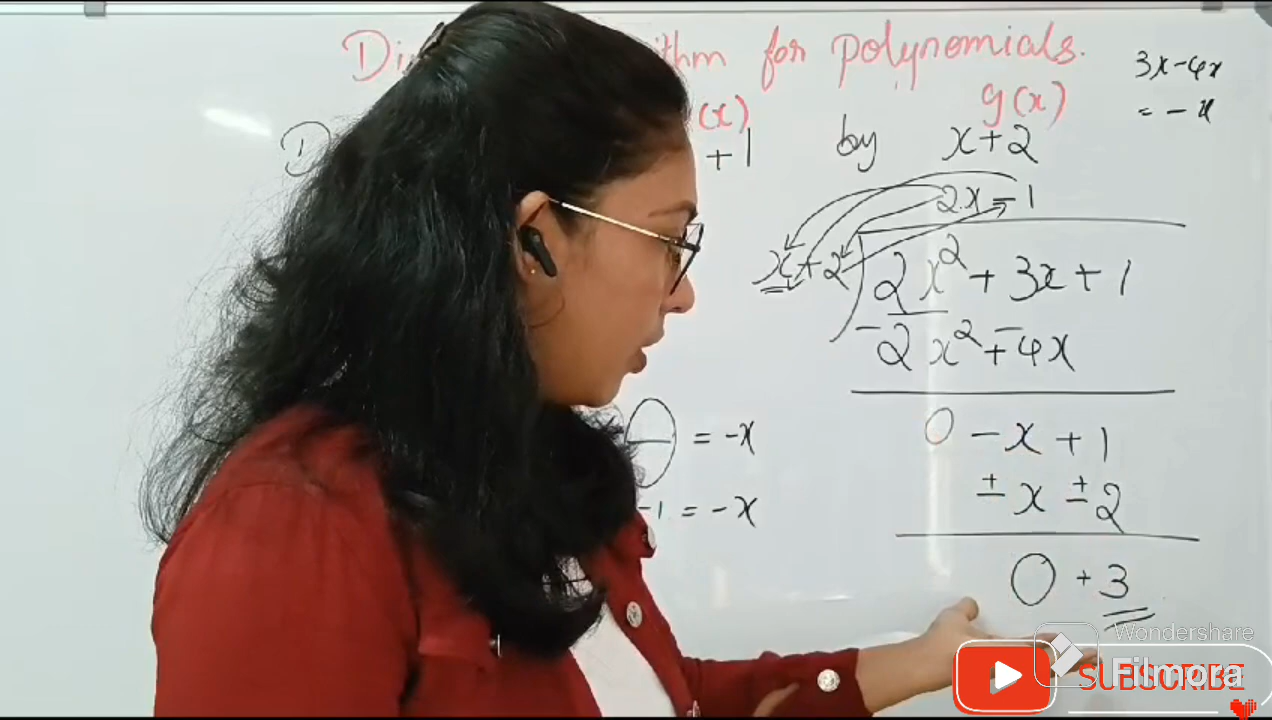 for polynomials.
3x-4x
= -x
(x) g(x)
+1 by x+2
2x-1
x+2 2x² + 3x + 1
- 2x² +- 4x
0 - x + 1
= -x
+- x +- 2
-1 = -x
0 + 3
Wondershare
Filmora
SUBSCRIBE